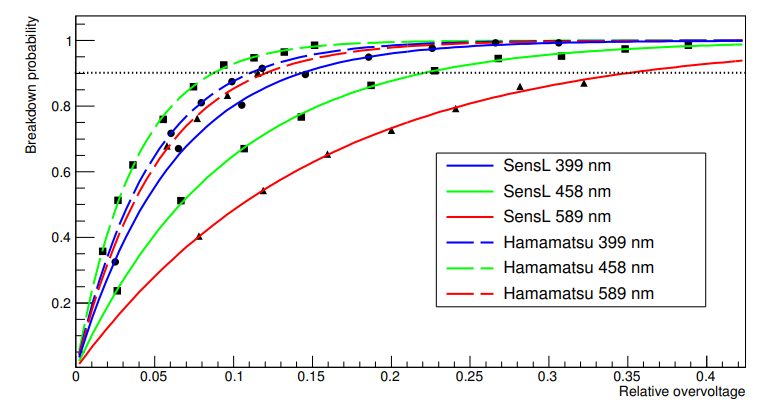 Breakdown probability
1
0.8
0.6
0.4
0.2
SensL 399 nm
SensL 458 nm
SensL 589 nm
Hamamatsu 399 nm
Hamamatsu 458 nm
Hamamatsu 589 nm
0 0.05 0.1 0.15 0.2 0.25 0.3 0.35 0.4
Relative overvoltage